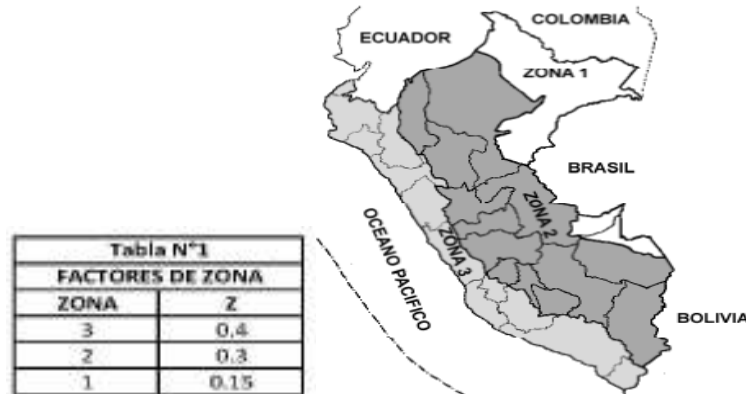 COLOMBIA
ECUADOR
ZONA 1
BRASIL
ZONA 2
ZONA 3
OCEANO PACIFICO
BOLIVIA
Tabla N°1
FACTORES DE ZONA
ZONA Z
3 0.4
2 0.3
1 0.15